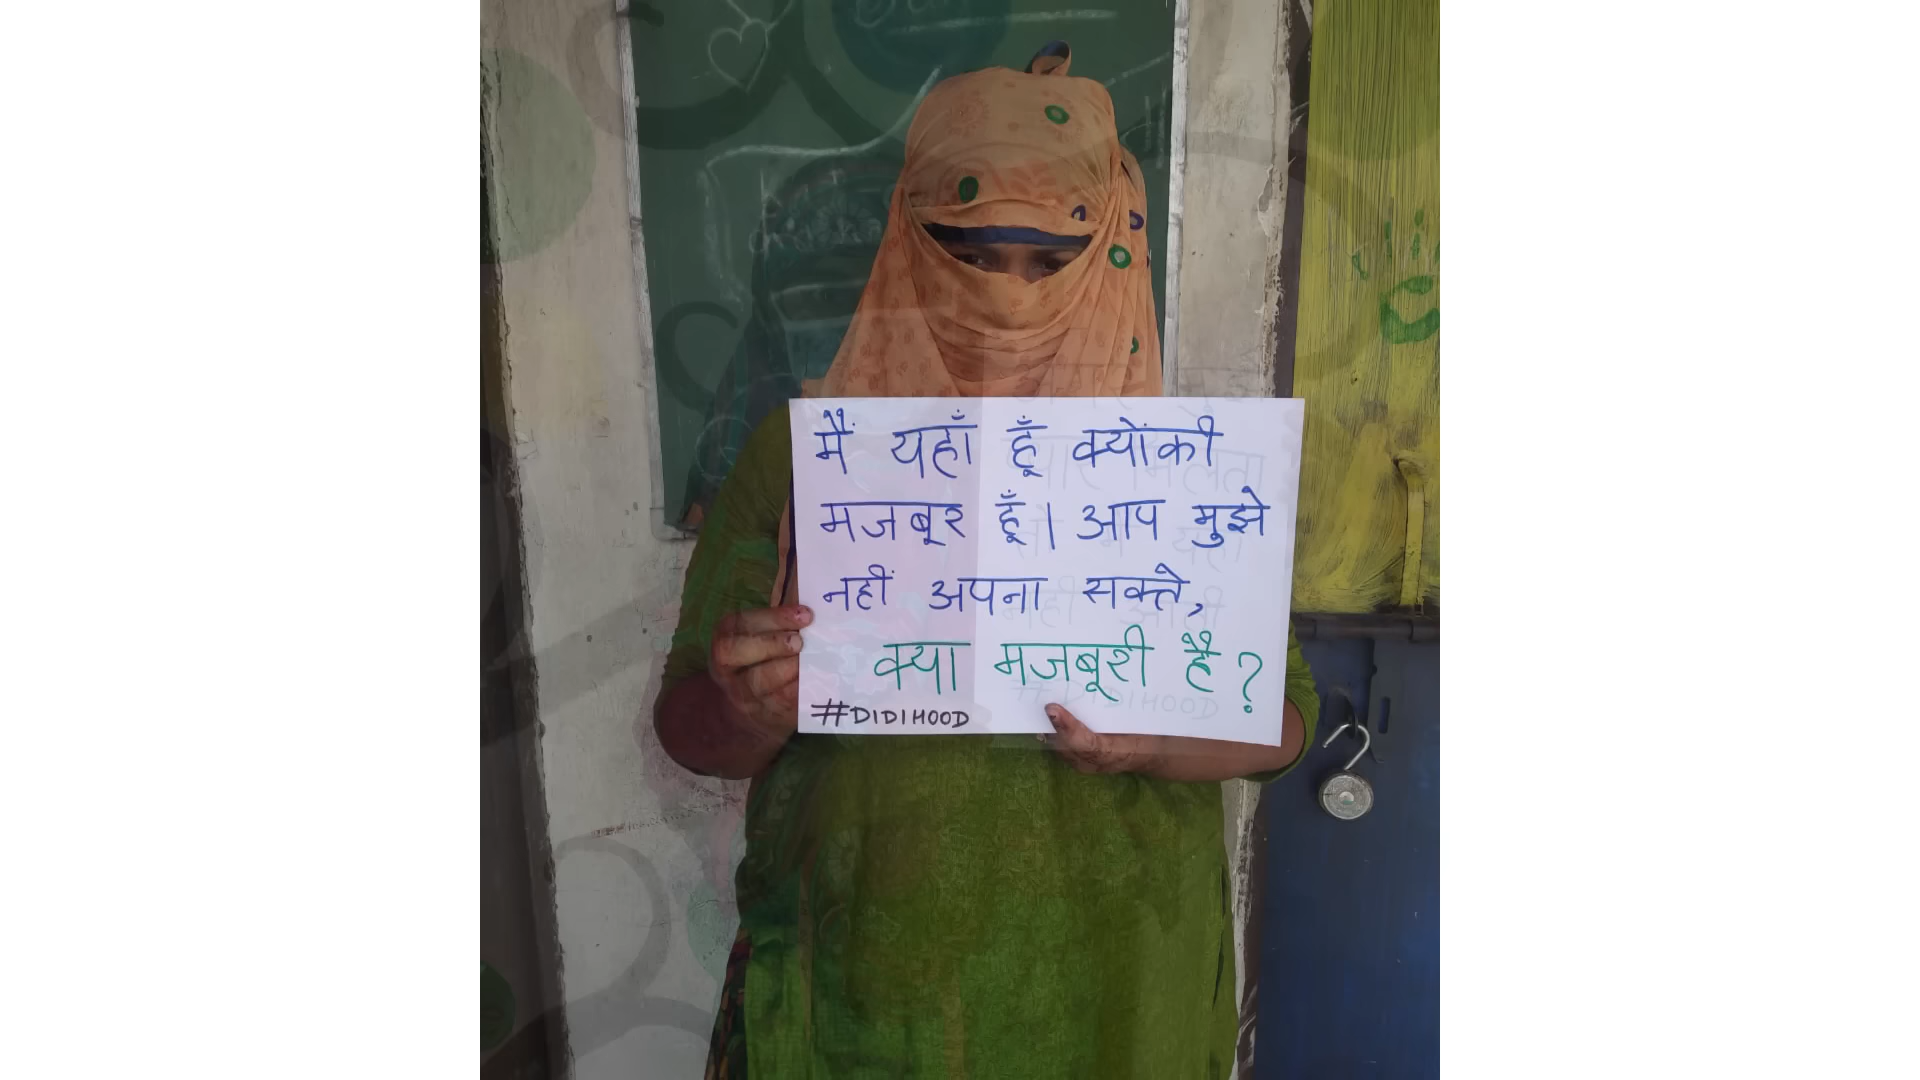 मैं यहाँ हूँ क्योंकी
मजबूर हूँ। आप मुझे
नहीं अपना सक्ते,
क्या मजबूरी है?
#DIDIHOOD